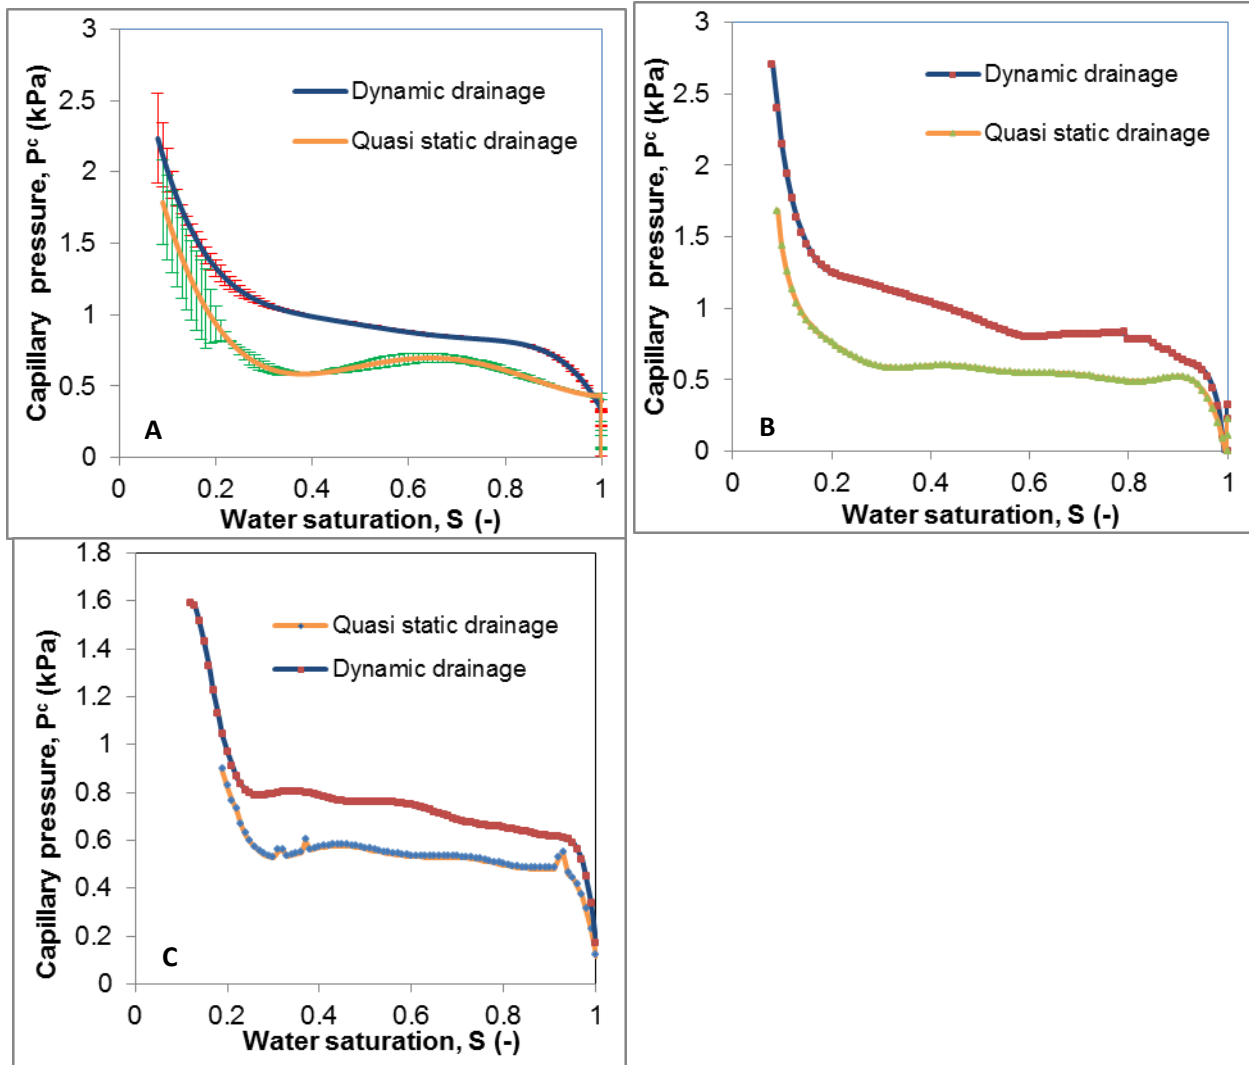 3
2.5
2
1.5
1
0.5
0
Capillary pressure, Pᶜ (kPa)
Dynamic drainage
Quasi static drainage
A
0 0.2 0.4 0.6 0.8 1
Water saturation, S (-)
3
2.5
2
1.5
1
0.5
0
Capillary pressure, Pᶜ (kPa)
Dynamic drainage
Quasi static drainage
B
0 0.2 0.4 0.6 0.8 1
Water saturation, S (-)
1.8
1.6
1.4
1.2
1
0.8
0.6
0.4
0.2
0
Capillary pressure, Pᶜ (kPa)
Quasi static drainage
Dynamic drainage
C
0 0.2 0.4 0.6 0.8 1
Water saturation, S (-)